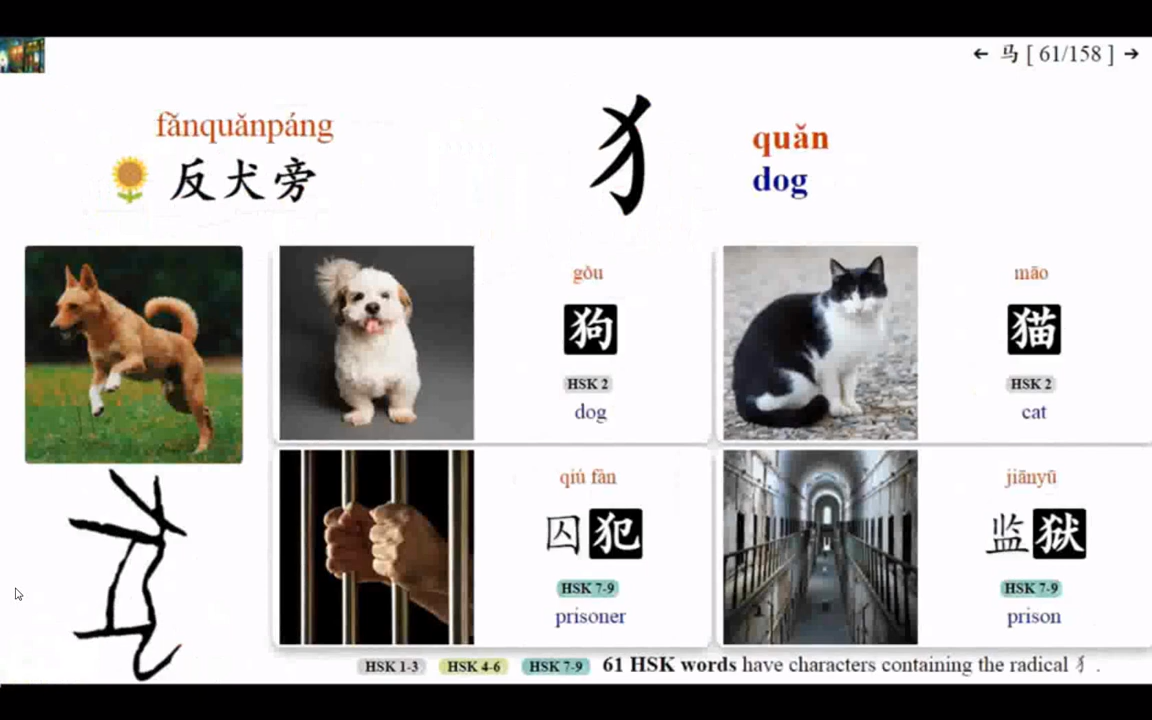 ← 马 [ 61/158 ] →
fǎnquǎnpáng
反犬旁
犭
quǎn
dog
gǒu
狗
HSK 2
dog
māo
猫
HSK 2
cat
qiú fàn
囚犯
HSK 7-9
prisoner
jiānyù
监狱
HSK 7-9
prison
HSK 1-3 HSK 4-6 HSK 7-9 61 HSK words have characters containing the radical 犭.